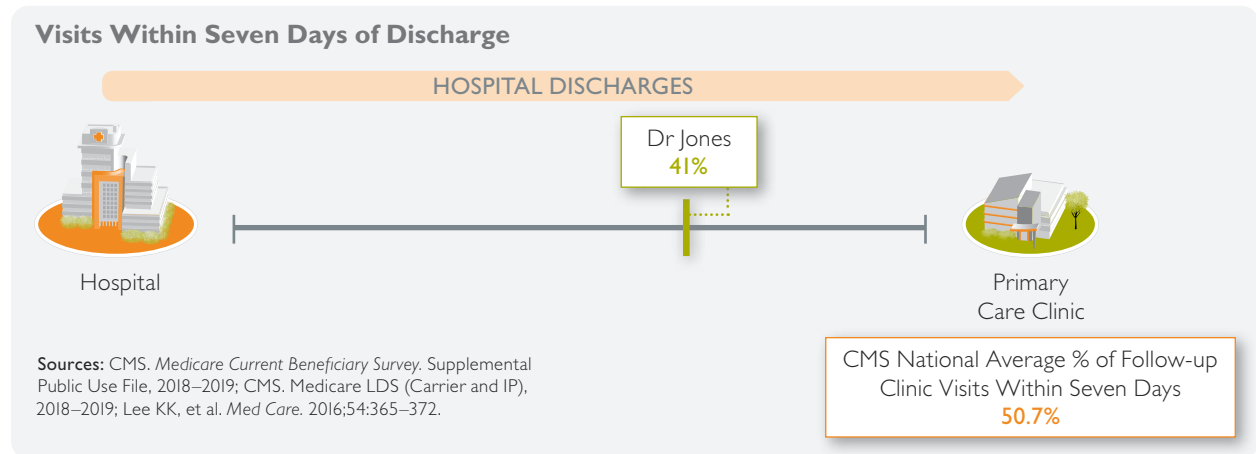 Visits Within Seven Days of Discharge
HOSPITAL DISCHARGES
Dr Jones
41%
Hospital
Primary
Care Clinic
Sources: CMS. Medicare Current Beneficiary Survey. Supplemental
Public Use File, 2018–2019; CMS. Medicare LDS (Carrier and IP),
2018–2019; Lee KK, et al. Med Care. 2016;54:365–372.
CMS National Average % of Follow-up
Clinic Visits Within Seven Days
50.7%